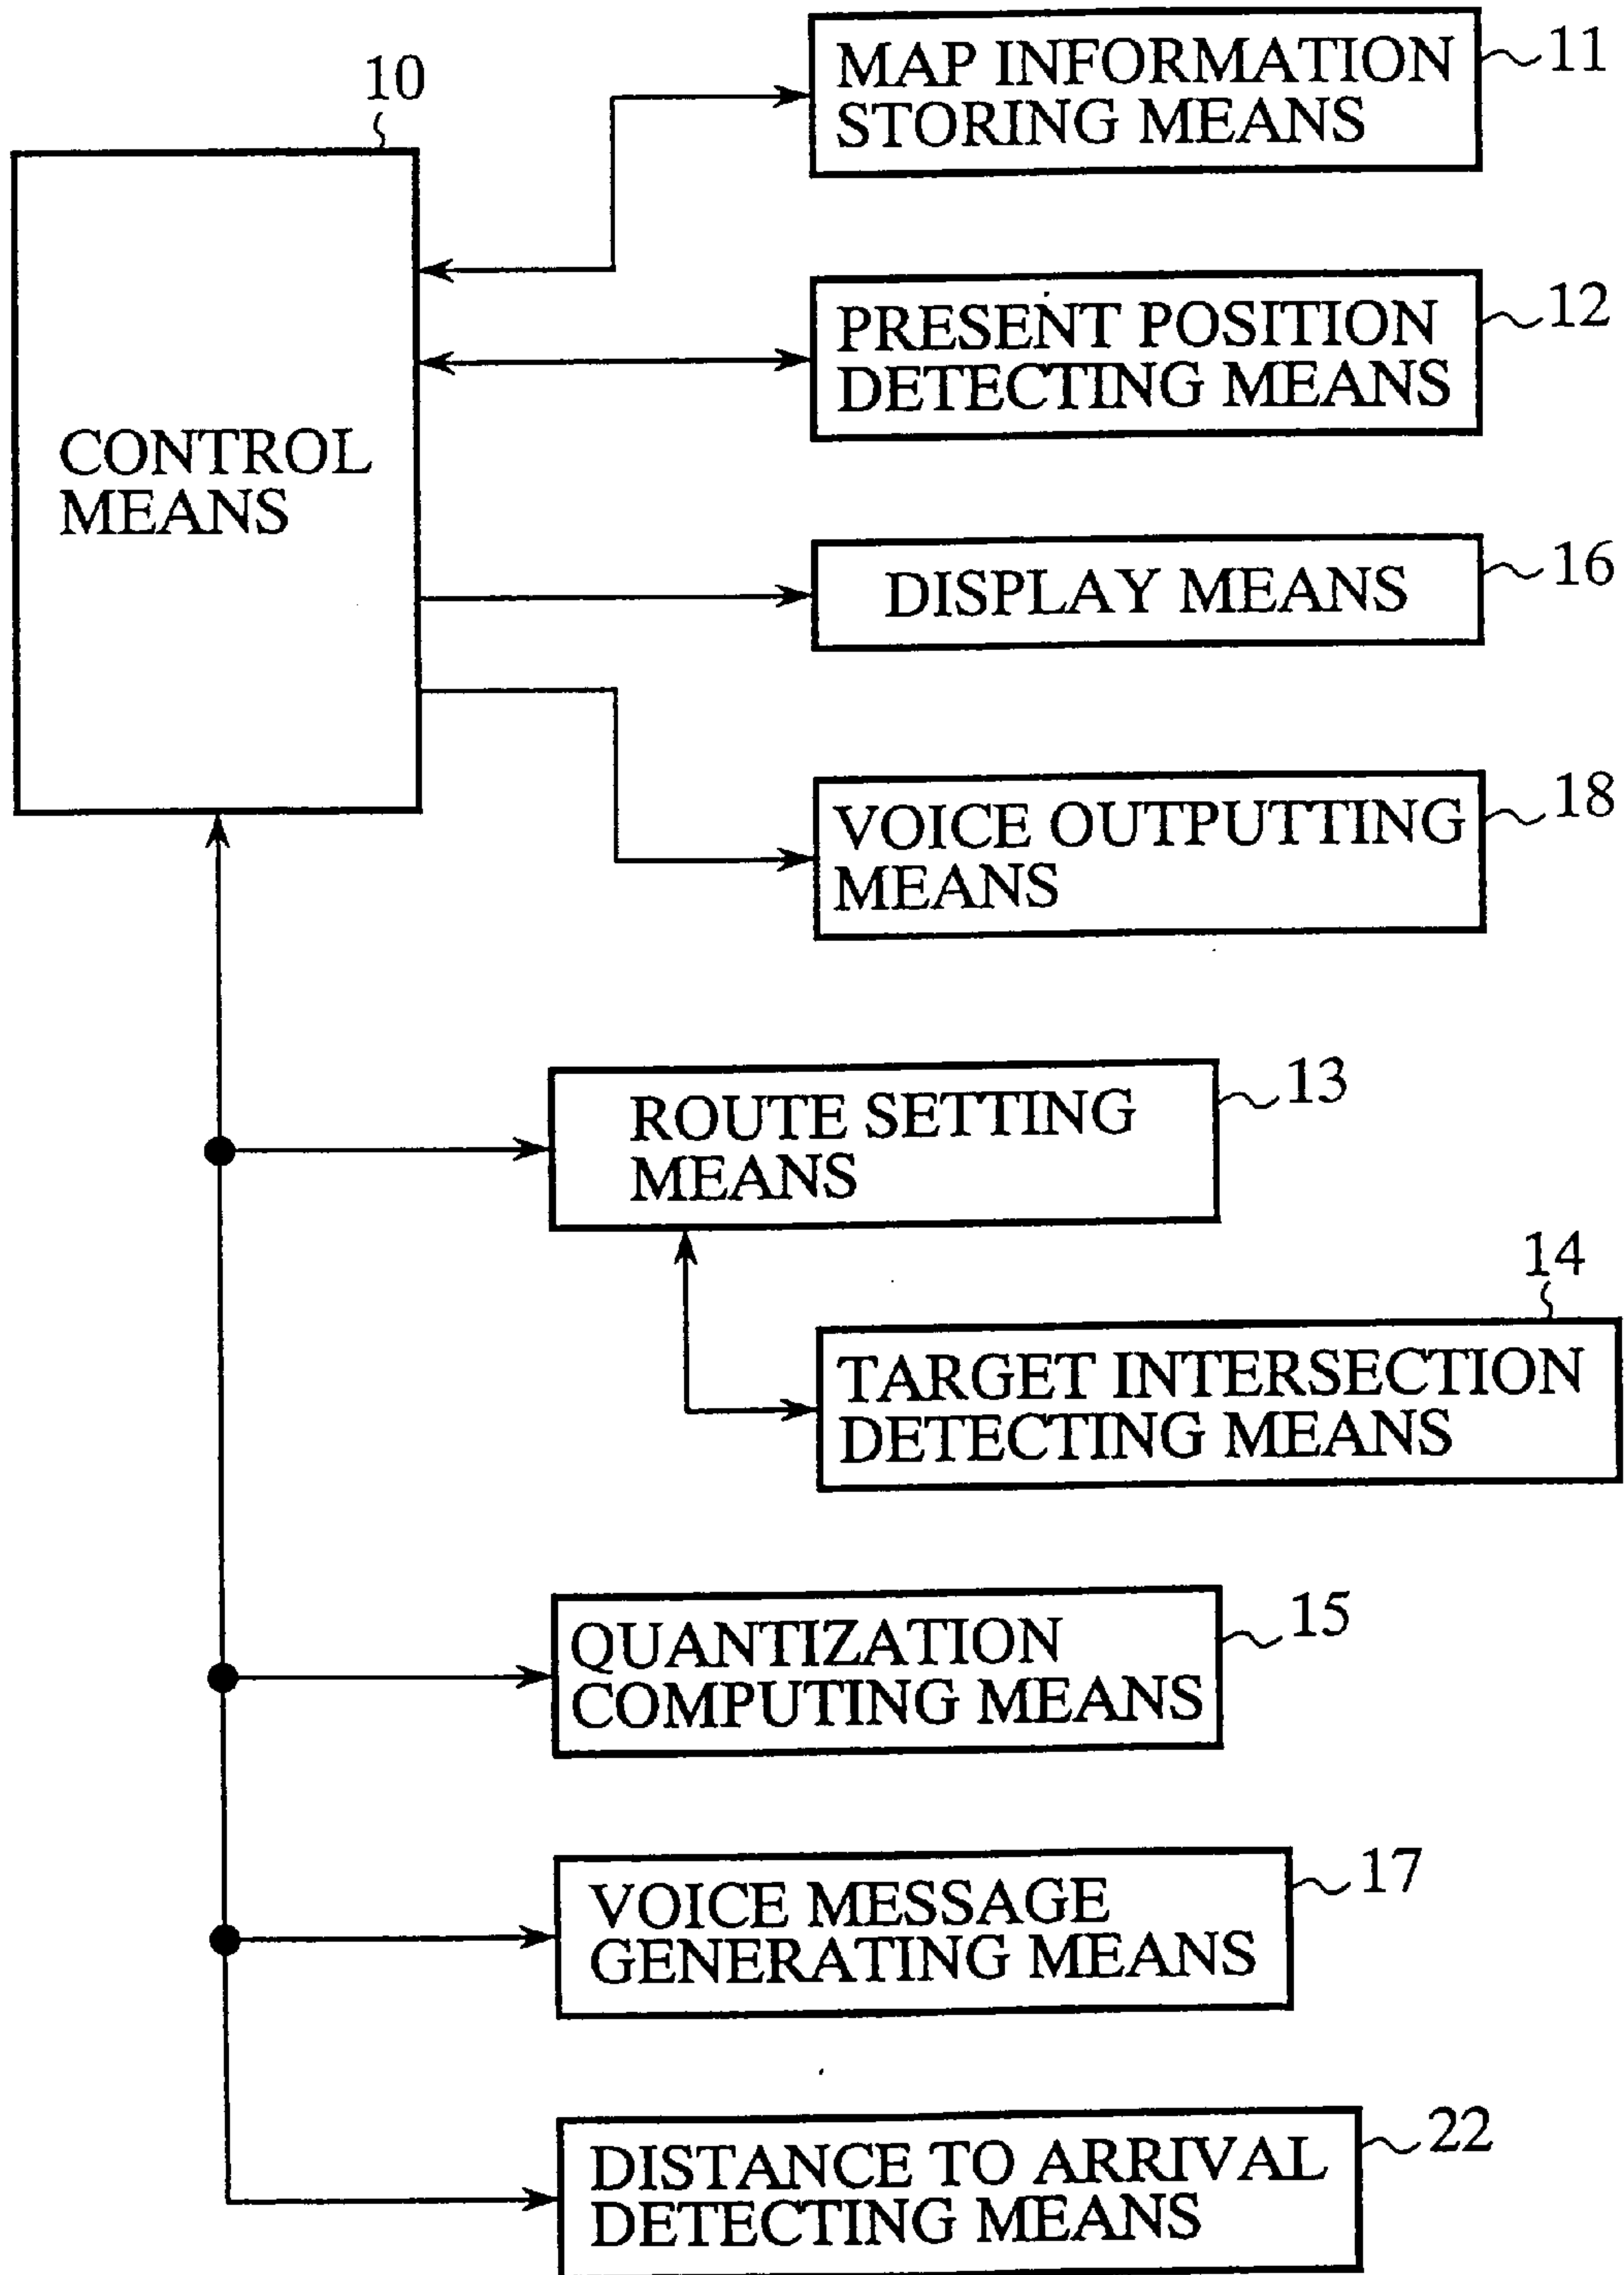 10
CONTROL
MEANS
MAP INFORMATION
STORING MEANS
11
PRESENT POSITION
DETECTING MEANS
12
DISPLAY MEANS
16
VOICE OUTPUTTING
MEANS
18
ROUTE SETTING
MEANS
13
14
TARGET INTERSECTION
DETECTING MEANS
QUANTIZATION
COMPUTING MEANS
15
VOICE MESSAGE
GENERATING MEANS
17
DISTANCE TO ARRIVAL
DETECTING MEANS
22